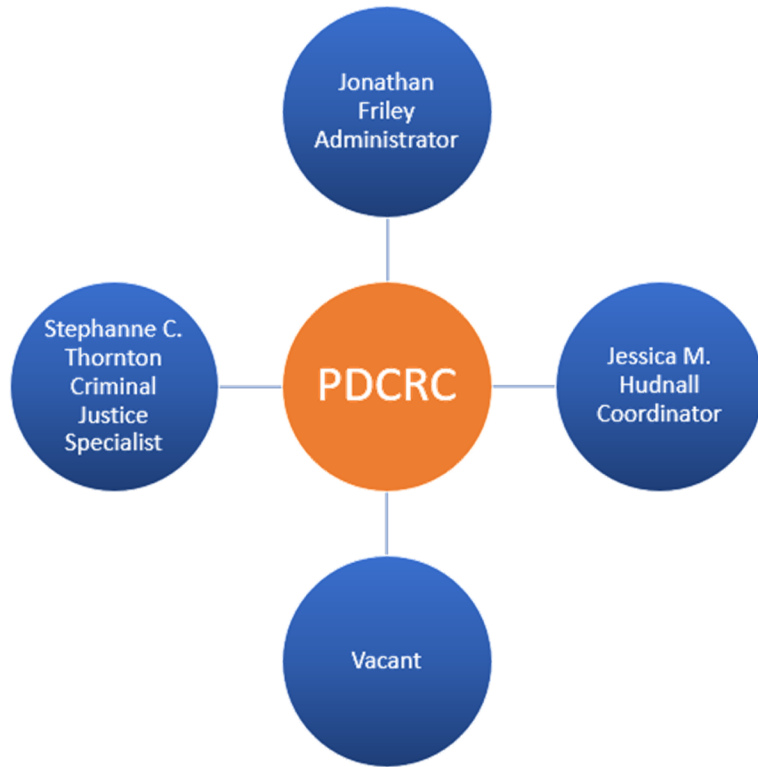 Jonathan
Friley
Administrator
Stephanne C.
Thornton
Criminal
Justice
Specialist
PDCRC
Jessica M.
Hudnall
Coordinator
Vacant